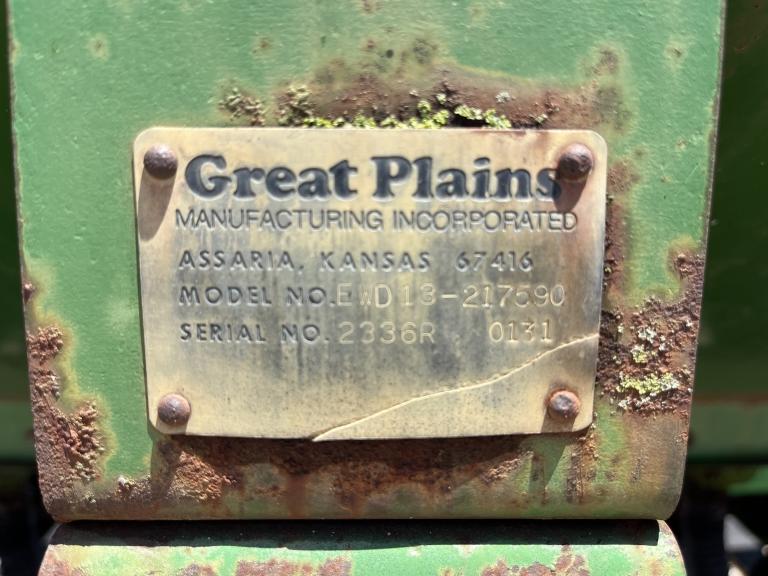 Great Plains
MANUFACTURING INCORPORATED
ASSARIA, KANSAS 67416
MODEL NO. EWD13-217590
SERIAL NO. 2336R 0131